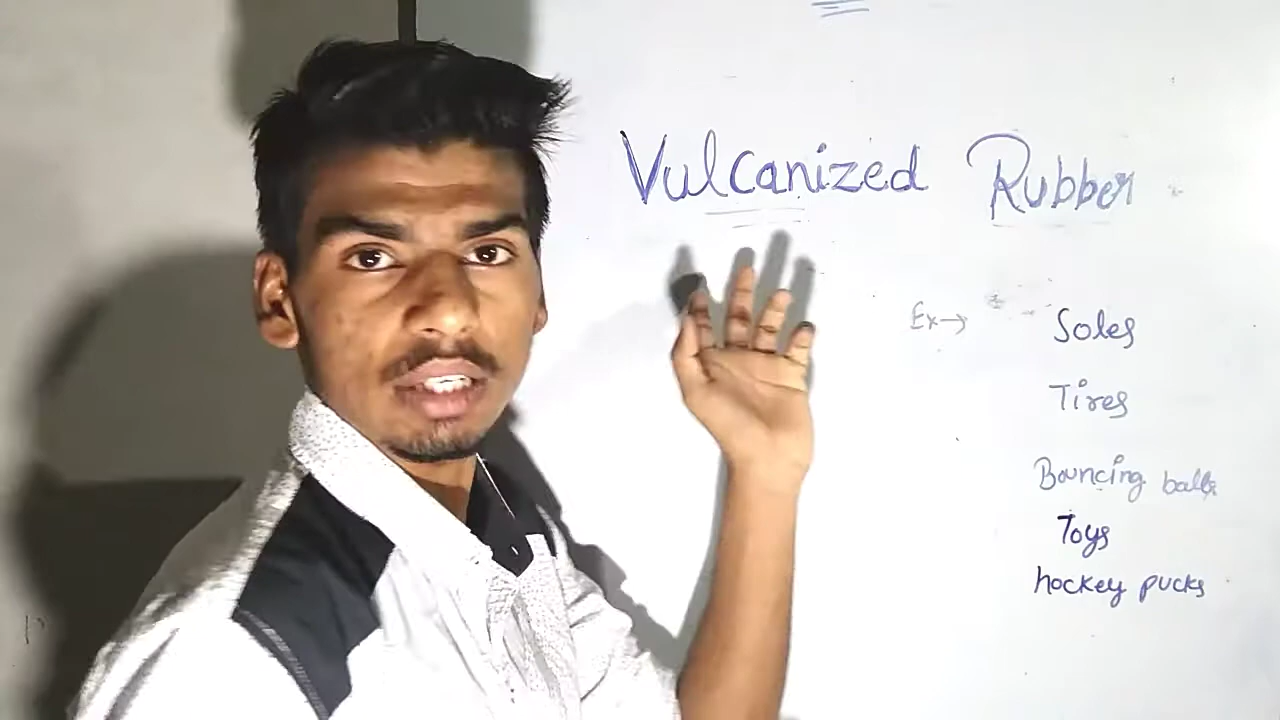 Vulcanized Rubber
Ex→ Soles
Tires
Bouncing balls
Toys
hockey pucks